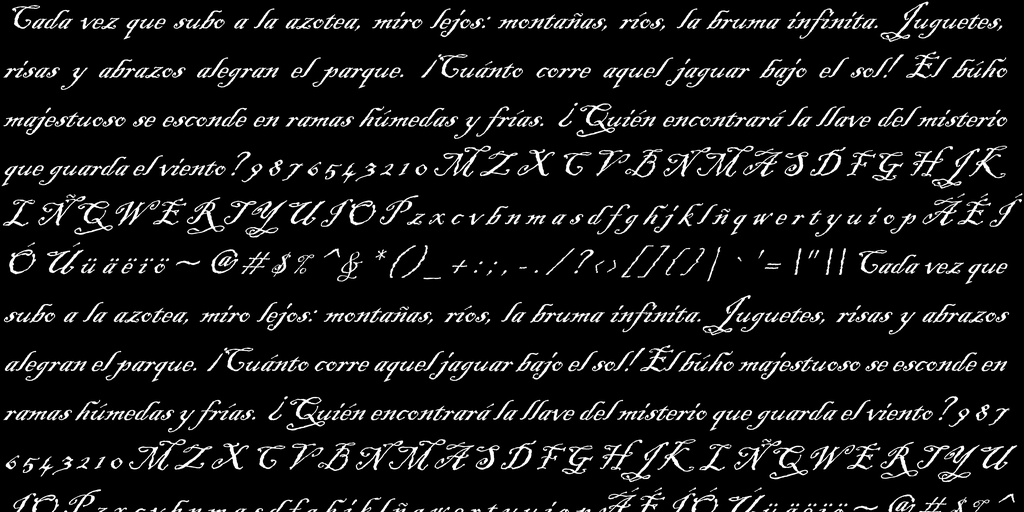 Cada vez que subo a la azotea, miro lejos: montañas, ríos, la bruma infinita. Juguetes,
risas y abrazos alegran el parque. ¡Cuánto corre aquel jaguar bajo el sol! El búho
majestuoso se esconde en ramas húmedas y frías. ¿Quién encontrará la llave del misterio
que guarda el viento? 9 8 7 6 5 4 3 2 1 0 M Z X C V B N M A S D F G H J K
L Ñ Q W E R T Y U I O P z x c v b n m a s d f g h j k l ñ q w e r t y u i o p Á É Í
Ó Ú ü ä ë ï ö ~ @ # $ % ^ & * ( ) _ + : ; , - . / ? < > [ ] { } | ` ' = | " | | Cada vez que
subo a la azotea, miro lejos: montañas, ríos, la bruma infinita. Juguetes, risas y abrazos
alegran el parque. ¡Cuánto corre aquel jaguar bajo el sol! El búho majestuoso se esconde en
ramas húmedas y frías. ¿Quién encontrará la llave del misterio que guarda el viento? 9 8 7
6 5 4 3 2 1 0 M Z X C V B N M A S D F G H J K L Ñ Q W E R T Y U
I O P z x c v b n m a s d f g h j k l ñ q w e r t y u i o p Á É Í Ó Ú ü ä ë ï ö ~ @ # $ % ^